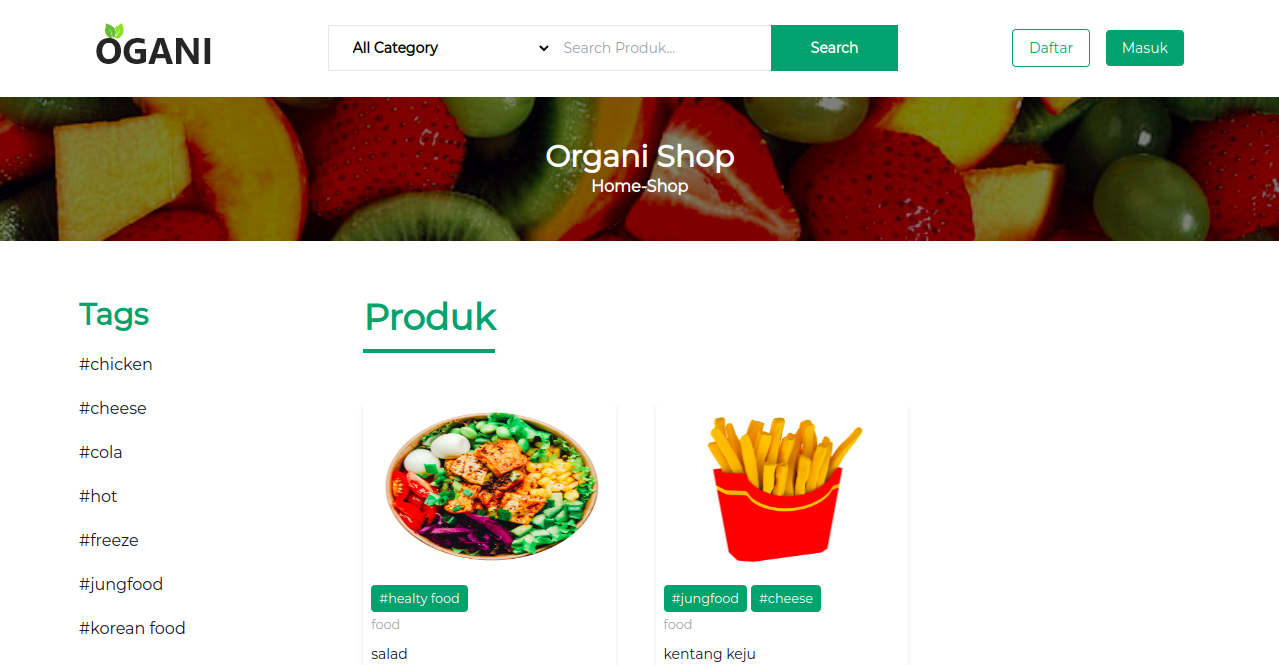 OGANI
All Category
Search Produk...
Search
Daftar
Masuk
Organi Shop
Home-Shop
Tags
#chicken
#cheese
#cola
#hot
#freeze
#jungfood
#korean food
Produk
#healty food
food
salad
#jungfood #cheese
food
kentang keju